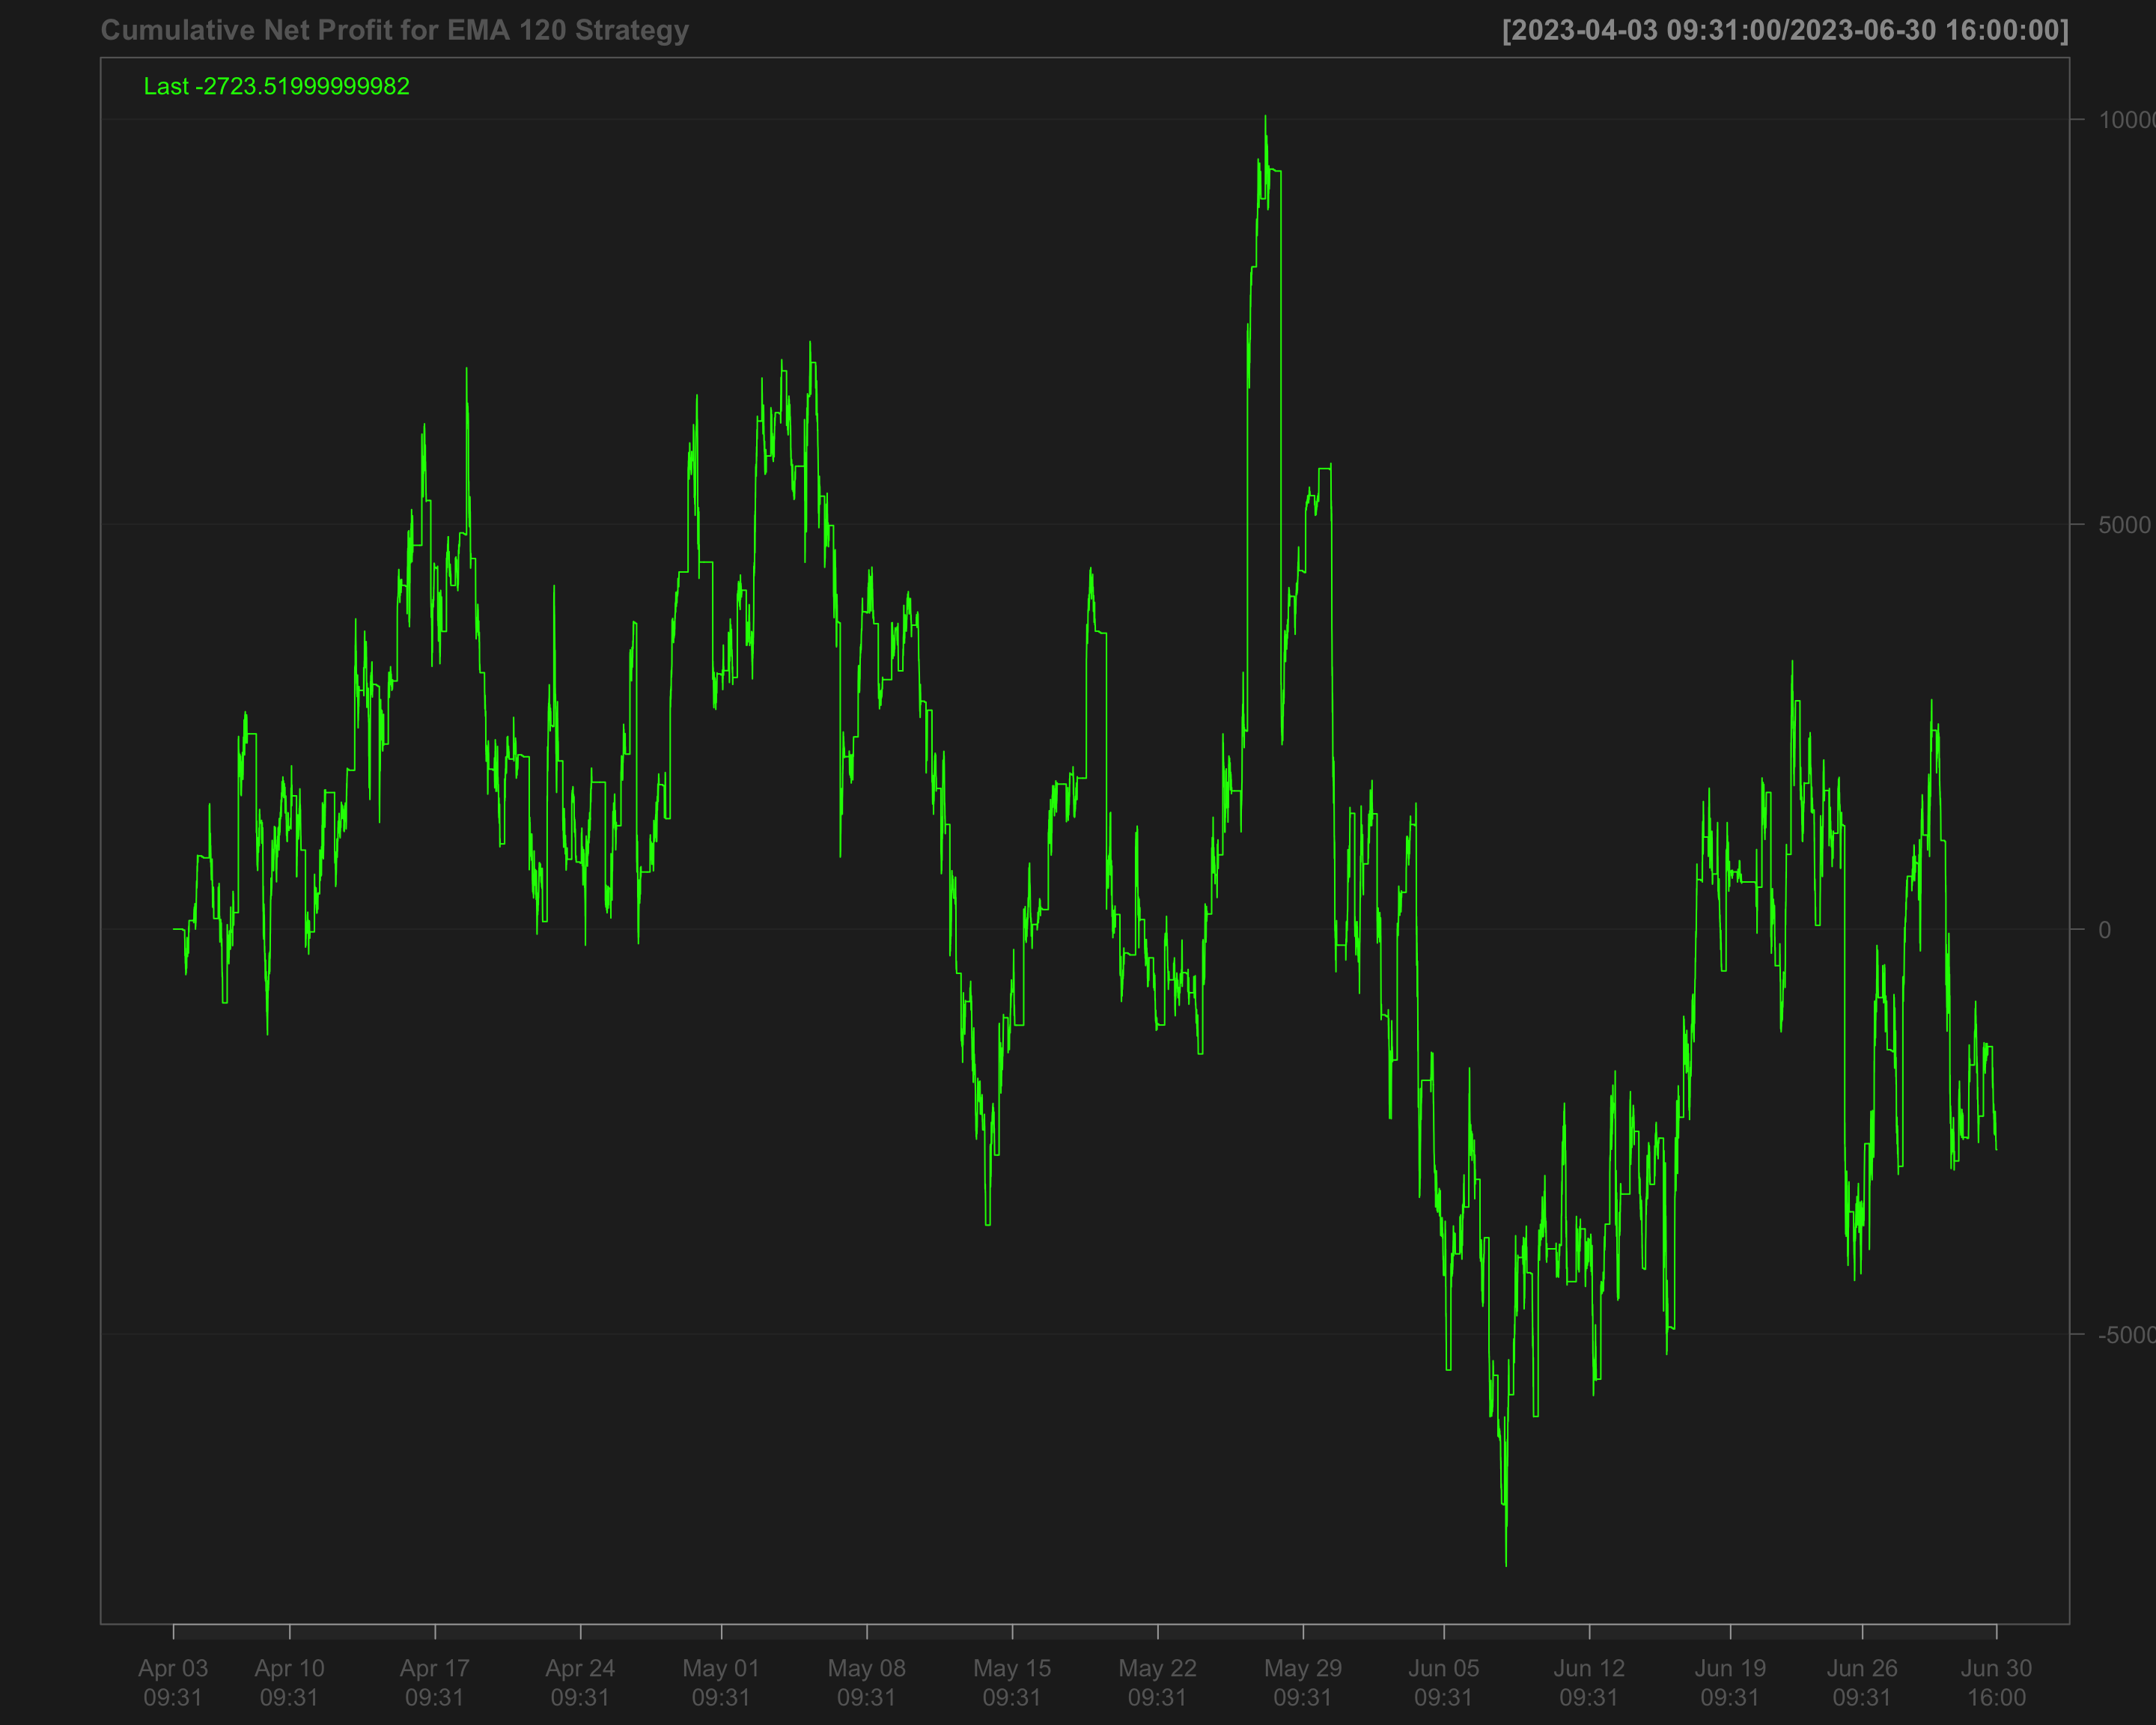 Cumulative Net Profit for EMA 120 Strategy [2023-04-03 09:31:00/2023-06-30 16:00:00]
Last -2723.51999999982
10000
5000
0
-5000
Apr 03 Apr 10 Apr 17 Apr 24 May 01 May 08 May 15 May 22 May 29 Jun 05 Jun 12 Jun 19 Jun 26 Jun 30
09:31 09:31 09:31 09:31 09:31 09:31 09:31 09:31 09:31 09:31 09:31 09:31 09:31 16:00